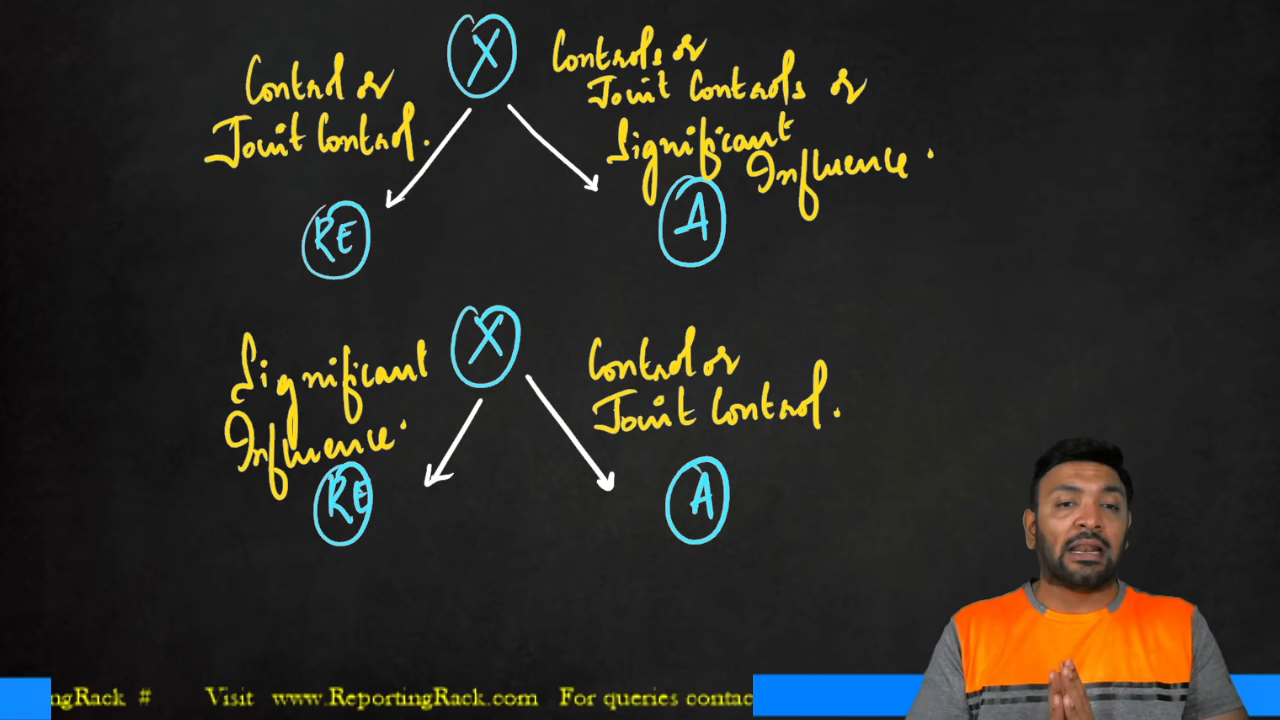 X
Control or
Joint Control.
Controls or
Joint Controls or
Significant
Influence.
RE
A
X
Significant
Influence.
Control or
Joint Control.
RE
A
ngRack # Visit www.ReportingRack.com For queries contac